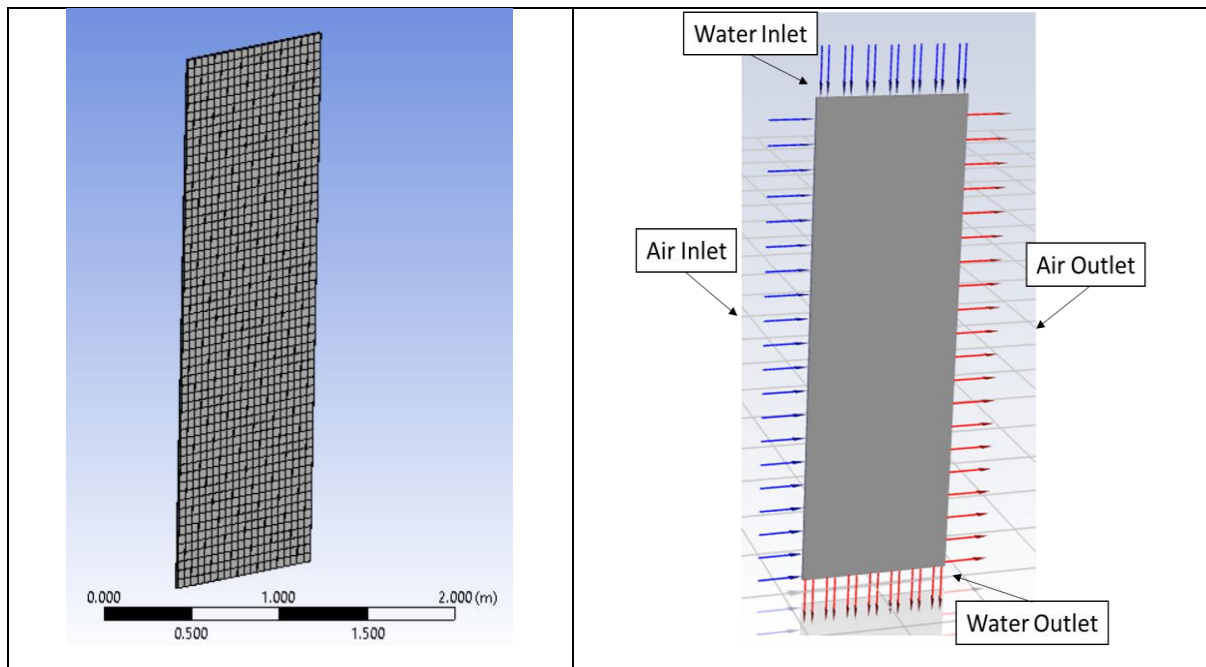 0.000
1.000
2.000 (m)
0.500
1.500
Water Inlet
Air Inlet
Air Outlet
Water Outlet